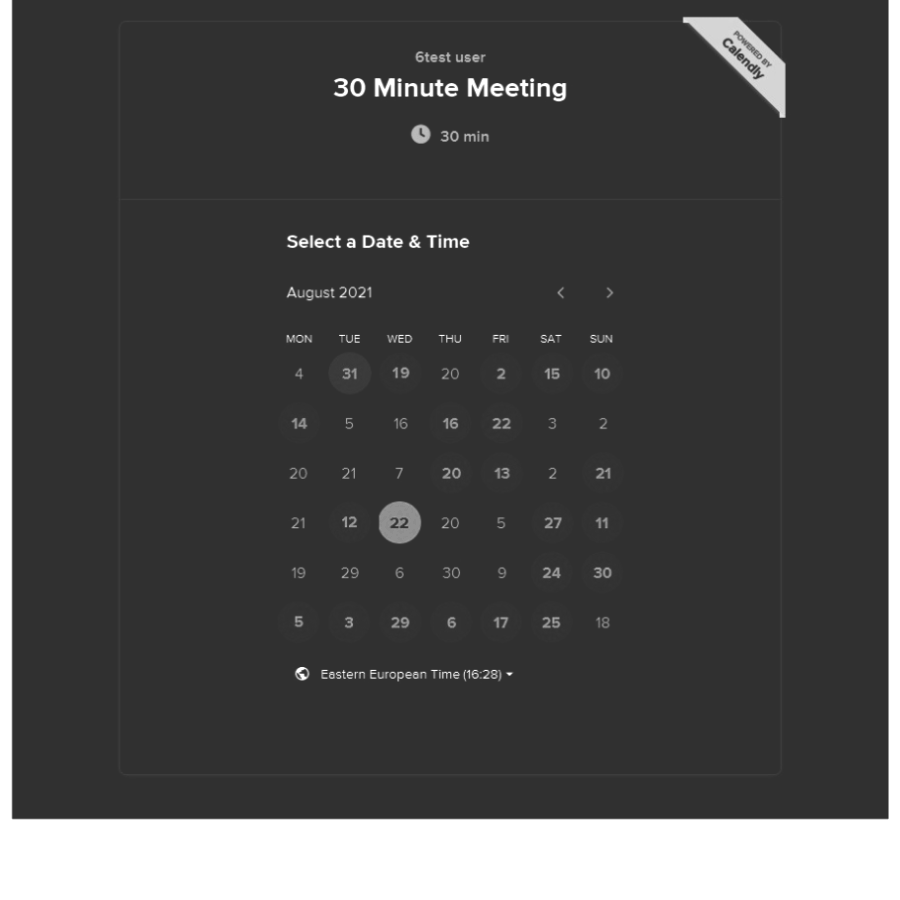 POWERED BY
Calendly
6test user
30 Minute Meeting
30 min
Select a Date & Time
August 2021
MON TUE WED THU FRI SAT SUN
4 31 19 20 2 15 10
14 5 16 16 22 3 2
20 21 7 20 13 2 21
21 12 22 20 5 27 11
19 29 6 30 9 24 30
5 3 29 6 17 25 18
Eastern European Time (16:28)